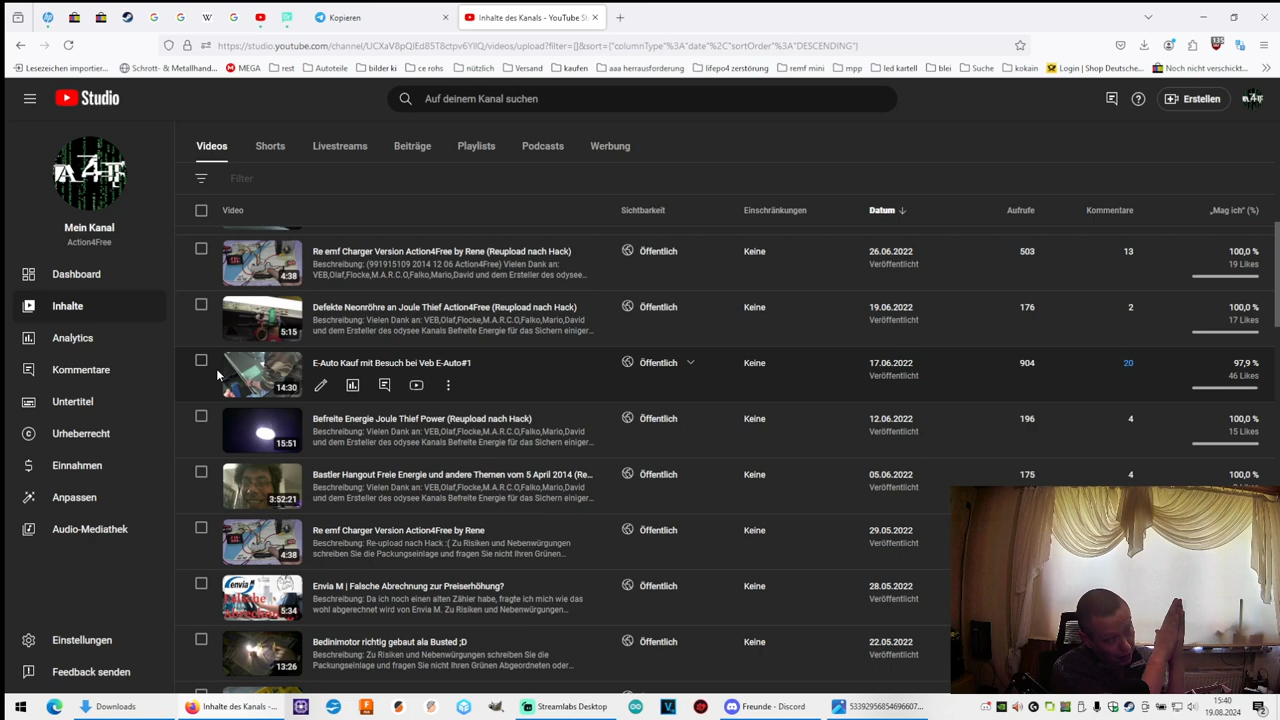 Kopieren
Inhalte des Kanals - YouTube St
https://studio.youtube.com/channel/UCXaV8pQIEd85T8ctpv6YllQ/videos/upload?filter=[]&sort={"columnType"%3A"date"%2C"sortOrder"%3A"DESCENDING"}
Lesezeichen importier...
Schrott- & Metallhand...
MEGA
rest
Autoteile
bilder ki
ce rohs
nützlich
Versand
kaufen
aaa herrausforderung
lifepo4 zerstörung
remf mini
mpp
led kartell
blei
Suche
kokain
Login | Shop Deutsche...
Noch nicht verschickt...
Studio
Auf deinem Kanal suchen
Erstellen
A4F
Mein Kanal
Action4Free
Dashboard
Inhalte
Analytics
Kommentare
Untertitel
Urheberrecht
Einnahmen
Anpassen
Audio-Mediathek
Einstellungen
Feedback senden
Videos Shorts Livestreams Beiträge Playlists Podcasts Werbung
Filter
Video Sichtbarkeit Einschränkungen Datum Aufrufe Kommentare „Mag ich“ (%)
Re emf Charger Version Action4Free by Rene (Reupload nach Hack) Öffentlich Keine 26.06.2022 503 13 100,0 %
Beschreibung: (991915109 2014 12 06 Action4Free) Vielen Dank an: Veröffentlicht 19 Likes
VEB,Olaf,Flocke,M.A.R.C.O,Falko,Mario,David und dem Ersteller des odysee...
4:38
Defekte Neonröhre an Joule Thief Action4Free (Reupload nach Hack) Öffentlich Keine 19.06.2022 176 2 100,0 %
Beschreibung: Vielen Dank an: VEB,Olaf,Flocke,M.A.R.C.O,Falko,Mario,David Veröffentlicht 17 Likes
und dem Ersteller des odysee Kanals Befreite Energie für das Sichern einiger...
5:15
E-Auto Kauf mit Besuch bei Veb E-Auto#1 Öffentlich Keine 17.06.2022 904 20 97,9 %
Veröffentlicht 46 Likes
14:30
Befreite Energie Joule Thief Power (Reupload nach Hack) Öffentlich Keine 12.06.2022 196 4 100,0 %
Beschreibung: Vielen Dank an: VEB,Olaf,Flocke,M.A.R.C.O,Falko,Mario,David Veröffentlicht 15 Likes
und dem Ersteller des odysee Kanals Befreite Energie für das Sichern einiger...
15:51
Bastler Hangout Freie Energie und andere Themen vom 5 April 2014 (Re... Öffentlich Keine 05.06.2022 175 4 100,0 %
Beschreibung: Vielen Dank an: VEB,Olaf,Flocke,M.A.R.C.O,Falko,Mario,David Veröffentlicht
und dem Ersteller des odysee Kanals Befreite Energie für das Sichern einiger...
3:52:21
Re emf Charger Version Action4Free by Rene Öffentlich Keine 29.05.2022
Beschreibung: Re-upload nach Hack :( Zu Risiken und Nebenwürgungen Veröffentlicht
schreiben Sie die Packungseinlage und fragen Sie nicht Ihren Grünen
4:38
Envia M | Falsche Abrechnung zur Preiserhöhung? Öffentlich Keine 28.05.2022
Beschreibung: Da ich noch einen alten Zähler habe, fragte ich mich wie das Veröffentlicht
wohl abgerechnet wird von Envia M. Zu Risiken und Nebenwürgungen...
envia
5:34
Bedinimotor richtig gebaut ala Busted ;D Öffentlich Keine 22.05.2022
Beschreibung: Zu Risiken und Nebenwürgungen schreiben Sie die Veröffentlicht
Packungseinlage und fragen Sie nicht Ihren Grünen Abgeordneten oder...
13:26
Downloads
Inhalte des Kanals -...
Streamlabs Desktop
Freunde - Discord
53392956854696607...
15:40
19.08.2024